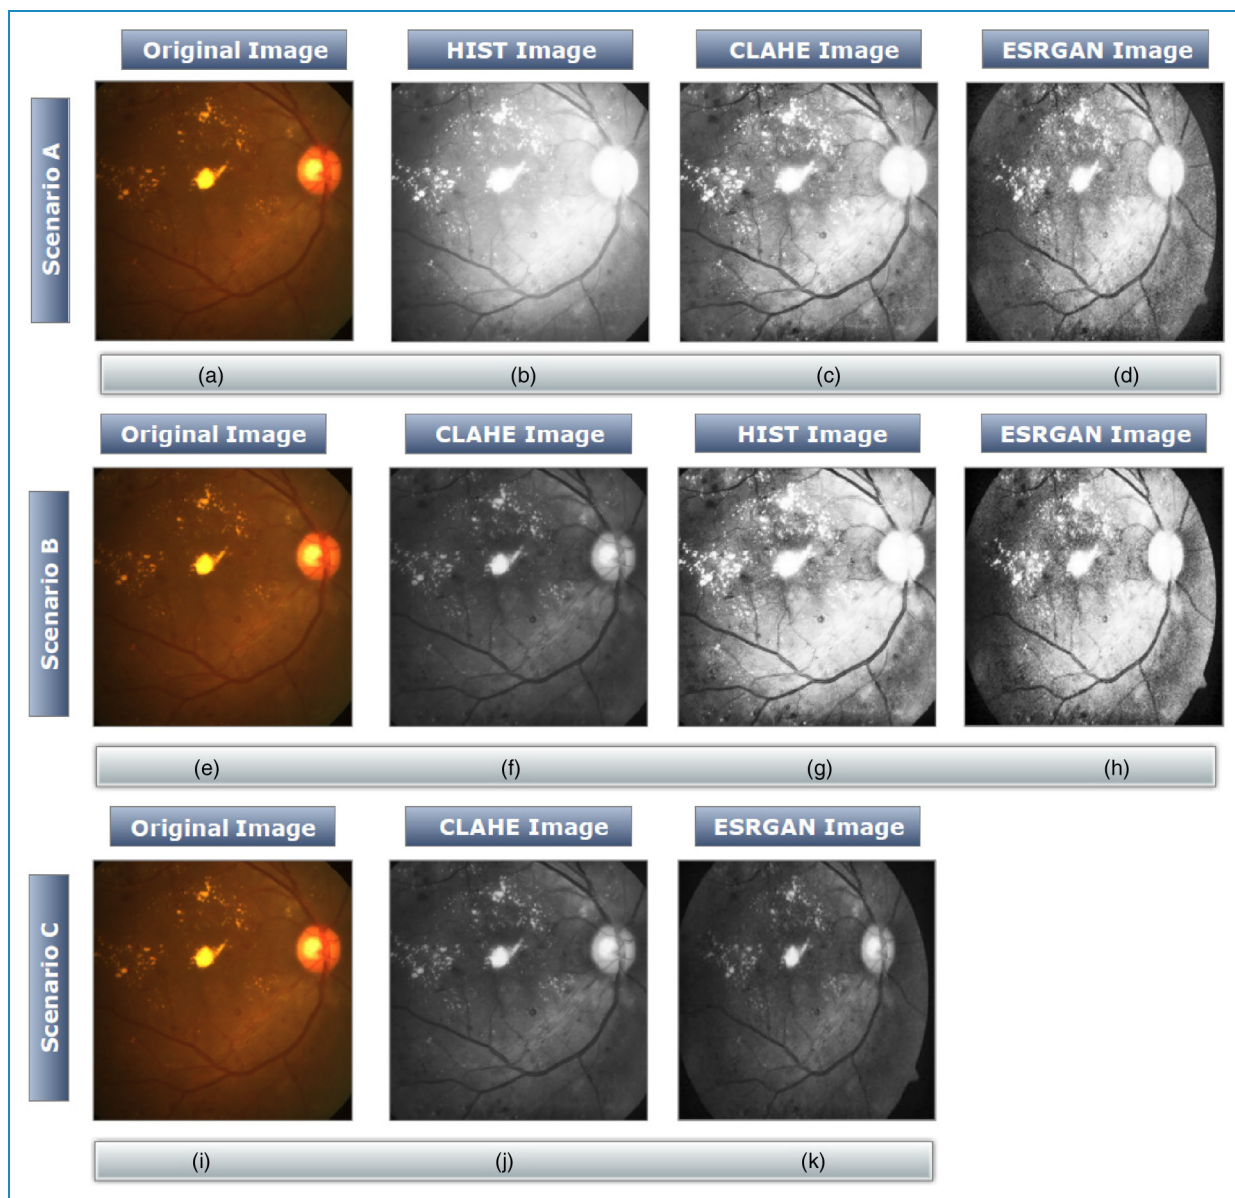 Original Image
HIST Image
CLAHE Image
ESRGAN Image
Scenario A
(a)
(b)
(c)
(d)
Original Image
CLAHE Image
HIST Image
ESRGAN Image
Scenario B
(e)
(f)
(g)
(h)
Original Image
CLAHE Image
ESRGAN Image
Scenario C
(i)
(j)
(k)